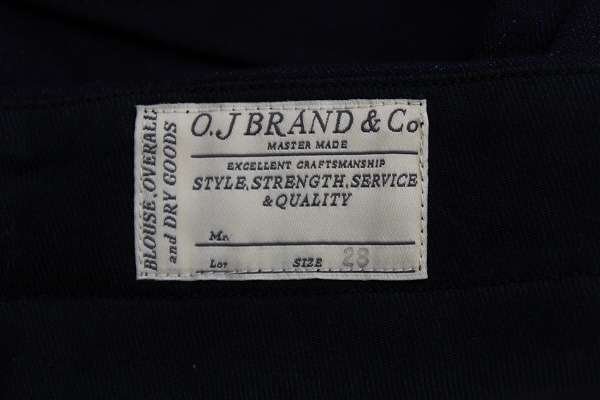 O.J BRAND & Co.
MASTER MADE
EXCELLENT CRAFTSMANSHIP
STYLE, STRENGTH, SERVICE
& QUALITY
Mr.
Lot SIZE 28
BLOUSE, OVERALL
and DRY GOODS